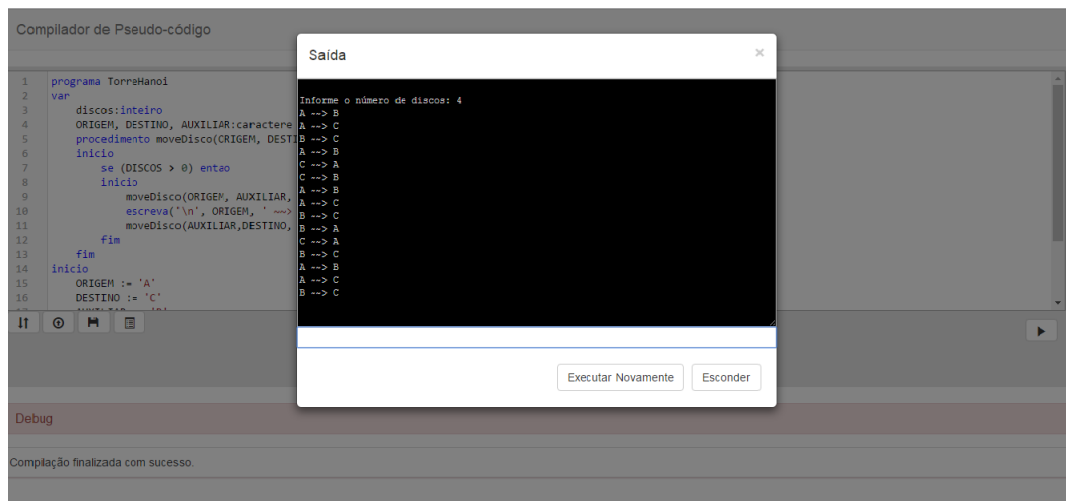 Compilador de Pseudo-código
Saída
×
1 programa TorreHanoi
2 var
3 discos:inteiro
4 ORIGEM, DESTINO, AUXILIAR:caractere
5 procedimento moveDisco(ORIGEM,
6 inicio
7 se (DISCOS > 0) entao
8 inicio
9 moveDisco(ORIGEM, AUXILIAR,
10 escreva('\n', ORIGEM, ' ~~>
11 moveDisco(AUXILIAR,DESTINO,
12 fim
13 fim
14 inicio
15 ORIGEM := 'A'
16 DESTINO := 'C'
Informe o número de discos: 4
A ~~> B
A ~~> C
B ~~> C
A ~~> B
C ~~> A
C ~~> B
A ~~> B
A ~~> C
B ~~> C
B ~~> A
C ~~> A
B ~~> C
A ~~> B
A ~~> C
B ~~> C
Executar Novamente
Esconder
Debug
Compilação finalizada com sucesso.